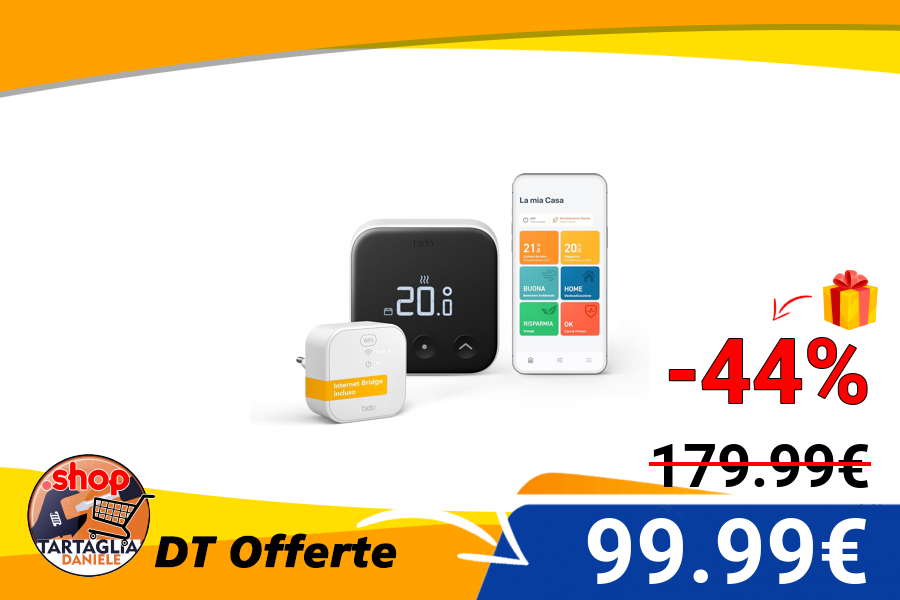 tado°
20.0
WPS
Internet Bridge
incluso
tado°
La mia Casa
21
20
BUONA
HOME
RISPARMIA
OK
-44%
179.99€
99.99€
.shop
TARTAGLIA
DANIELE
DT Offerte